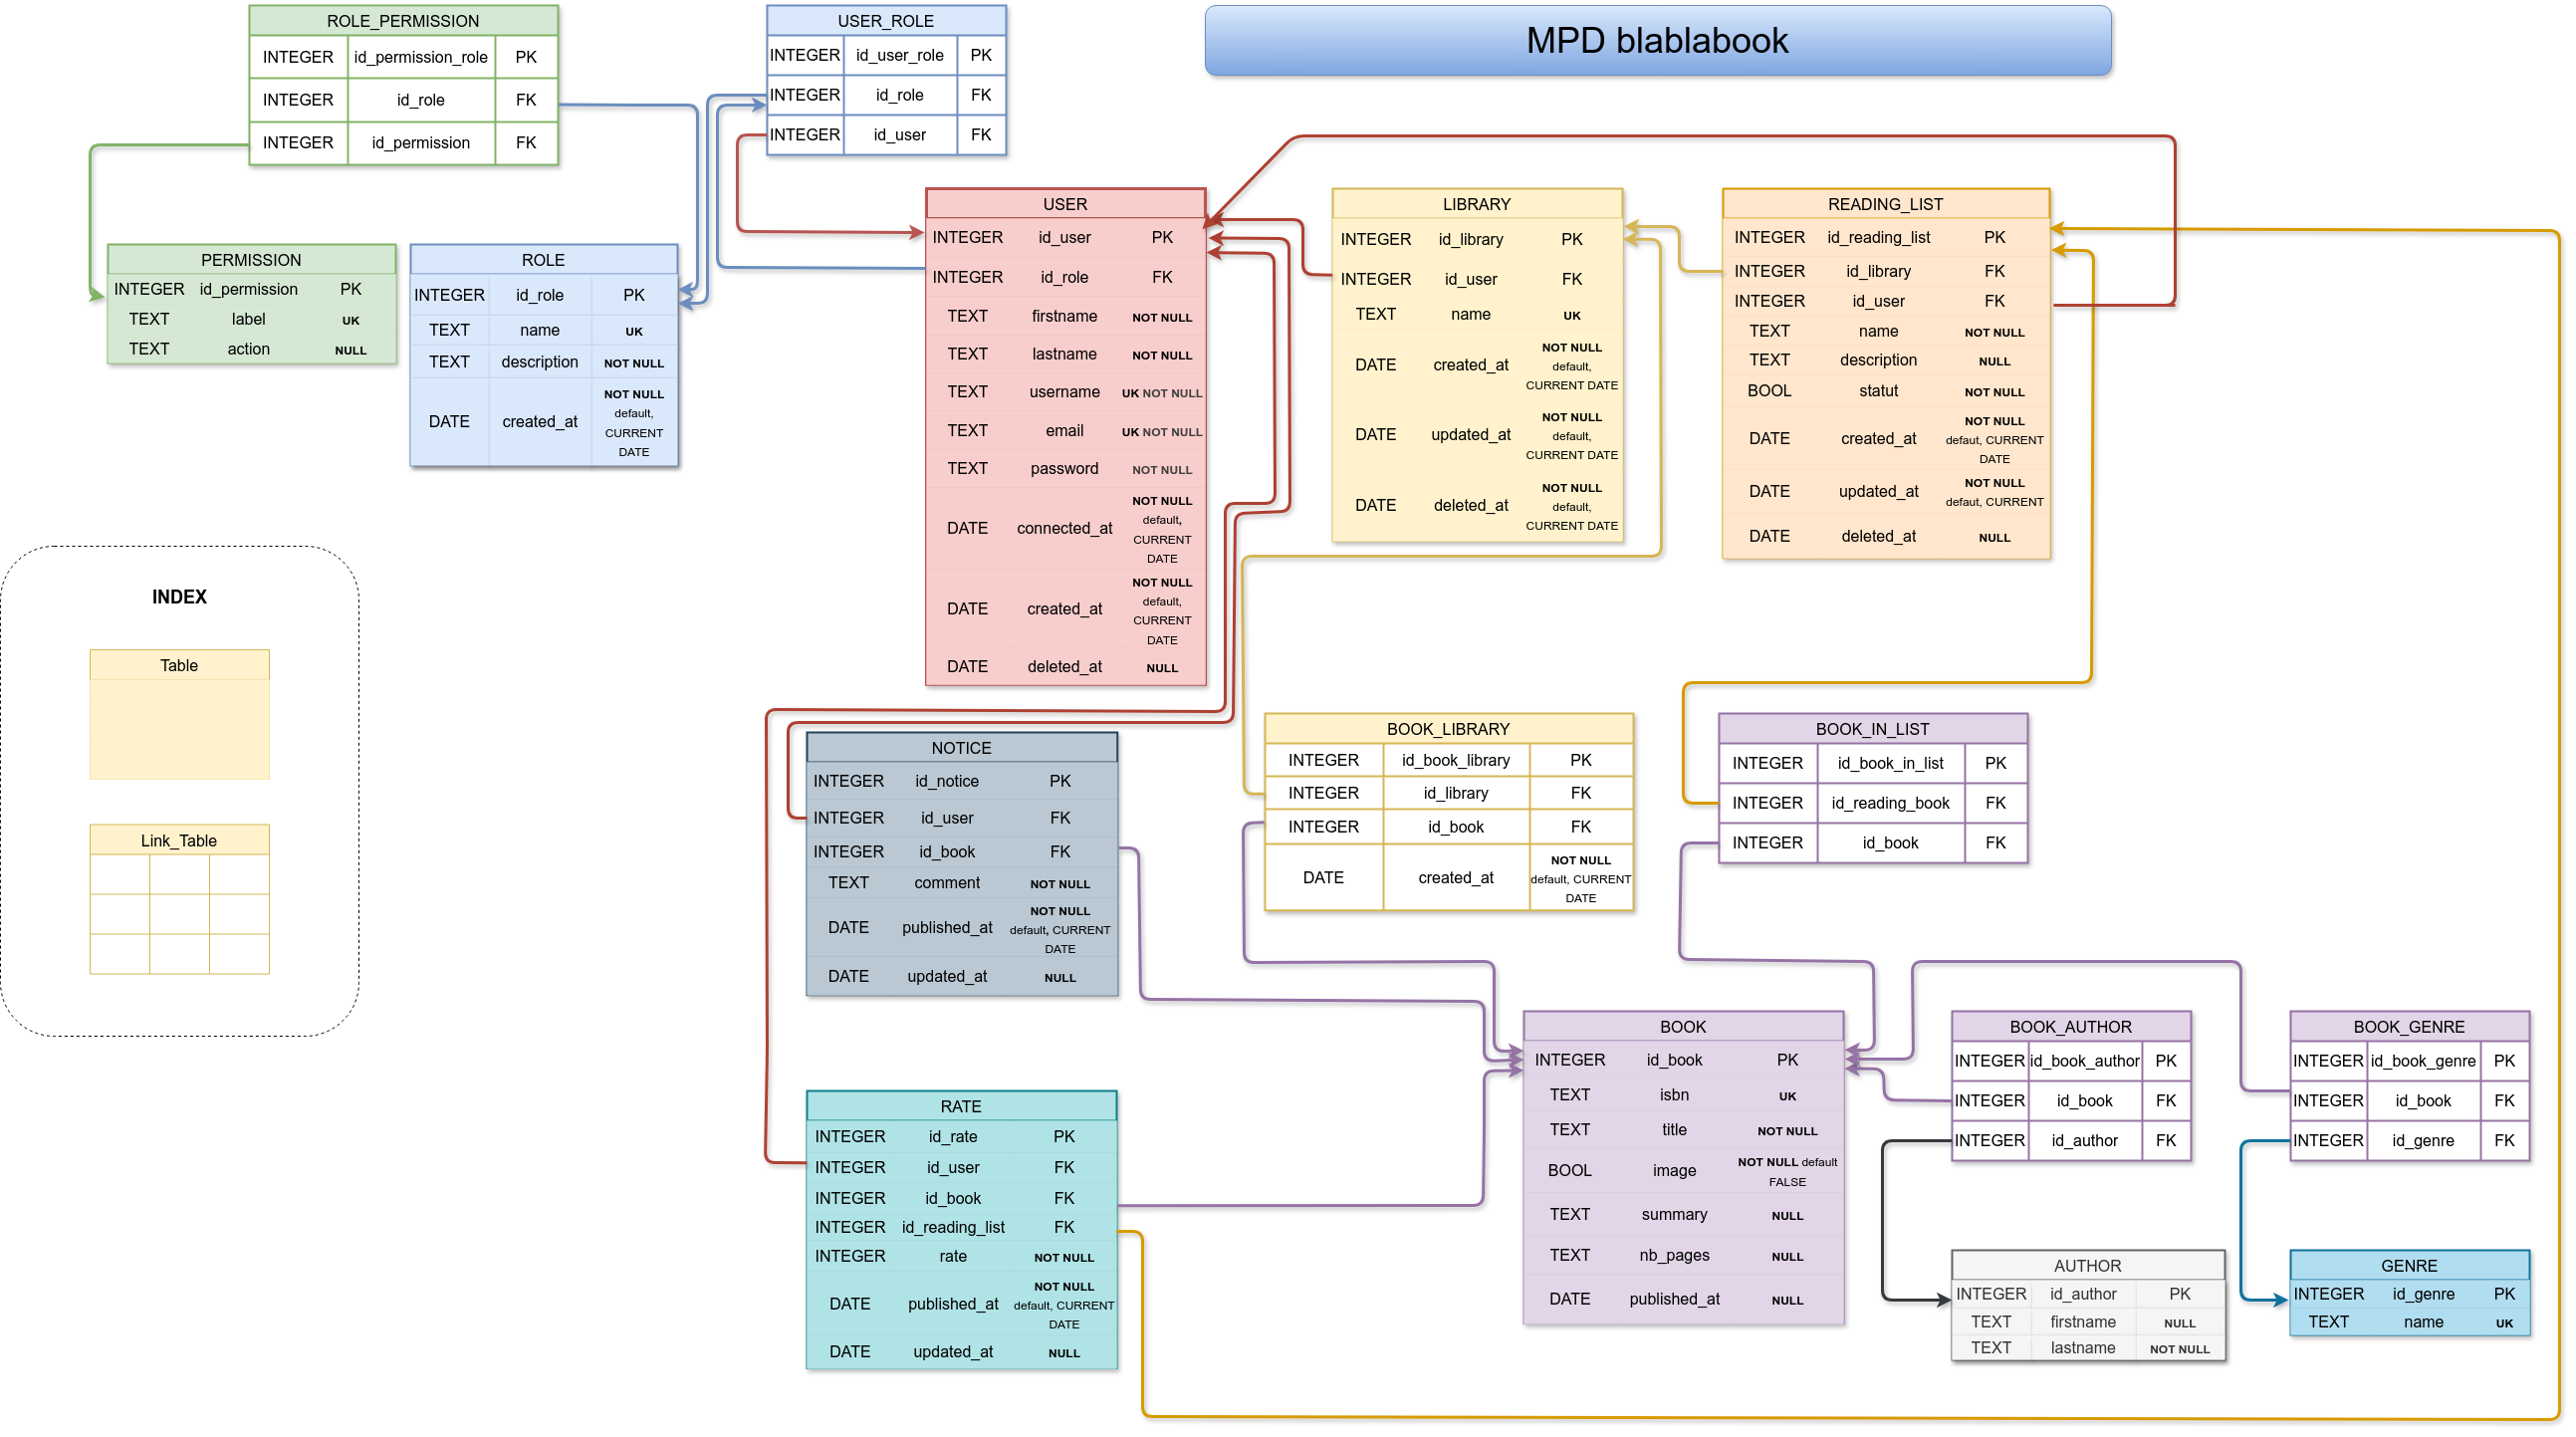 MPD blablabook
ROLE_PERMISSION
INTEGER id_permission_role PK
INTEGER id_role FK
INTEGER id_permission FK
USER_ROLE
INTEGER id_user_role PK
INTEGER id_role FK
INTEGER id_user FK
PERMISSION
INTEGER id_permission PK
TEXT label UK
TEXT action NULL
ROLE
INTEGER id_role PK
TEXT name UK
TEXT description NOT NULL
DATE created_at NOT NULL
default,
CURRENT
DATE
USER
INTEGER id_user PK
INTEGER id_role FK
TEXT firstname NOT NULL
TEXT lastname NOT NULL
TEXT username UK NOT NULL
TEXT email UK NOT NULL
TEXT password NOT NULL
DATE connected_at NOT NULL
default,
CURRENT
DATE
DATE created_at NOT NULL
default,
CURRENT
DATE
DATE deleted_at NULL
LIBRARY
INTEGER id_library PK
INTEGER id_user FK
TEXT name UK
DATE created_at NOT NULL
default,
CURRENT DATE
DATE updated_at NOT NULL
default,
CURRENT DATE
DATE deleted_at NOT NULL
default,
CURRENT DATE
READING_LIST
INTEGER id_reading_list PK
INTEGER id_library FK
INTEGER id_user FK
TEXT name NOT NULL
TEXT description NULL
BOOL statut NOT NULL
DATE created_at NOT NULL
defaut, CURRENT
DATE
DATE updated_at NOT NULL
defaut, CURRENT
DATE deleted_at NULL
INDEX
Table
Link_Table
NOTICE
INTEGER id_notice PK
INTEGER id_user FK
INTEGER id_book FK
TEXT comment NOT NULL
DATE published_at NOT NULL
default, CURRENT
DATE
DATE updated_at NULL
BOOK_LIBRARY
INTEGER id_book_library PK
INTEGER id_library FK
INTEGER id_book FK
DATE created_at NOT NULL
default, CURRENT
DATE
BOOK_IN_LIST
INTEGER id_book_in_list PK
INTEGER id_reading_book FK
INTEGER id_book FK
RATE
INTEGER id_rate PK
INTEGER id_user FK
INTEGER id_book FK
INTEGER id_reading_list FK
INTEGER rate NOT NULL
DATE published_at NOT NULL
default, CURRENT
DATE
DATE updated_at NULL
BOOK
INTEGER id_book PK
TEXT isbn UK
TEXT title NOT NULL
BOOL image NOT NULL default
FALSE
TEXT summary NULL
TEXT nb_pages NULL
DATE published_at NULL
BOOK_AUTHOR
INTEGER id_book_author PK
INTEGER id_book FK
INTEGER id_author FK
BOOK_GENRE
INTEGER id_book_genre PK
INTEGER id_book FK
INTEGER id_genre FK
AUTHOR
INTEGER id_author PK
TEXT firstname NULL
TEXT lastname NOT NULL
GENRE
INTEGER id_genre PK
TEXT name UK